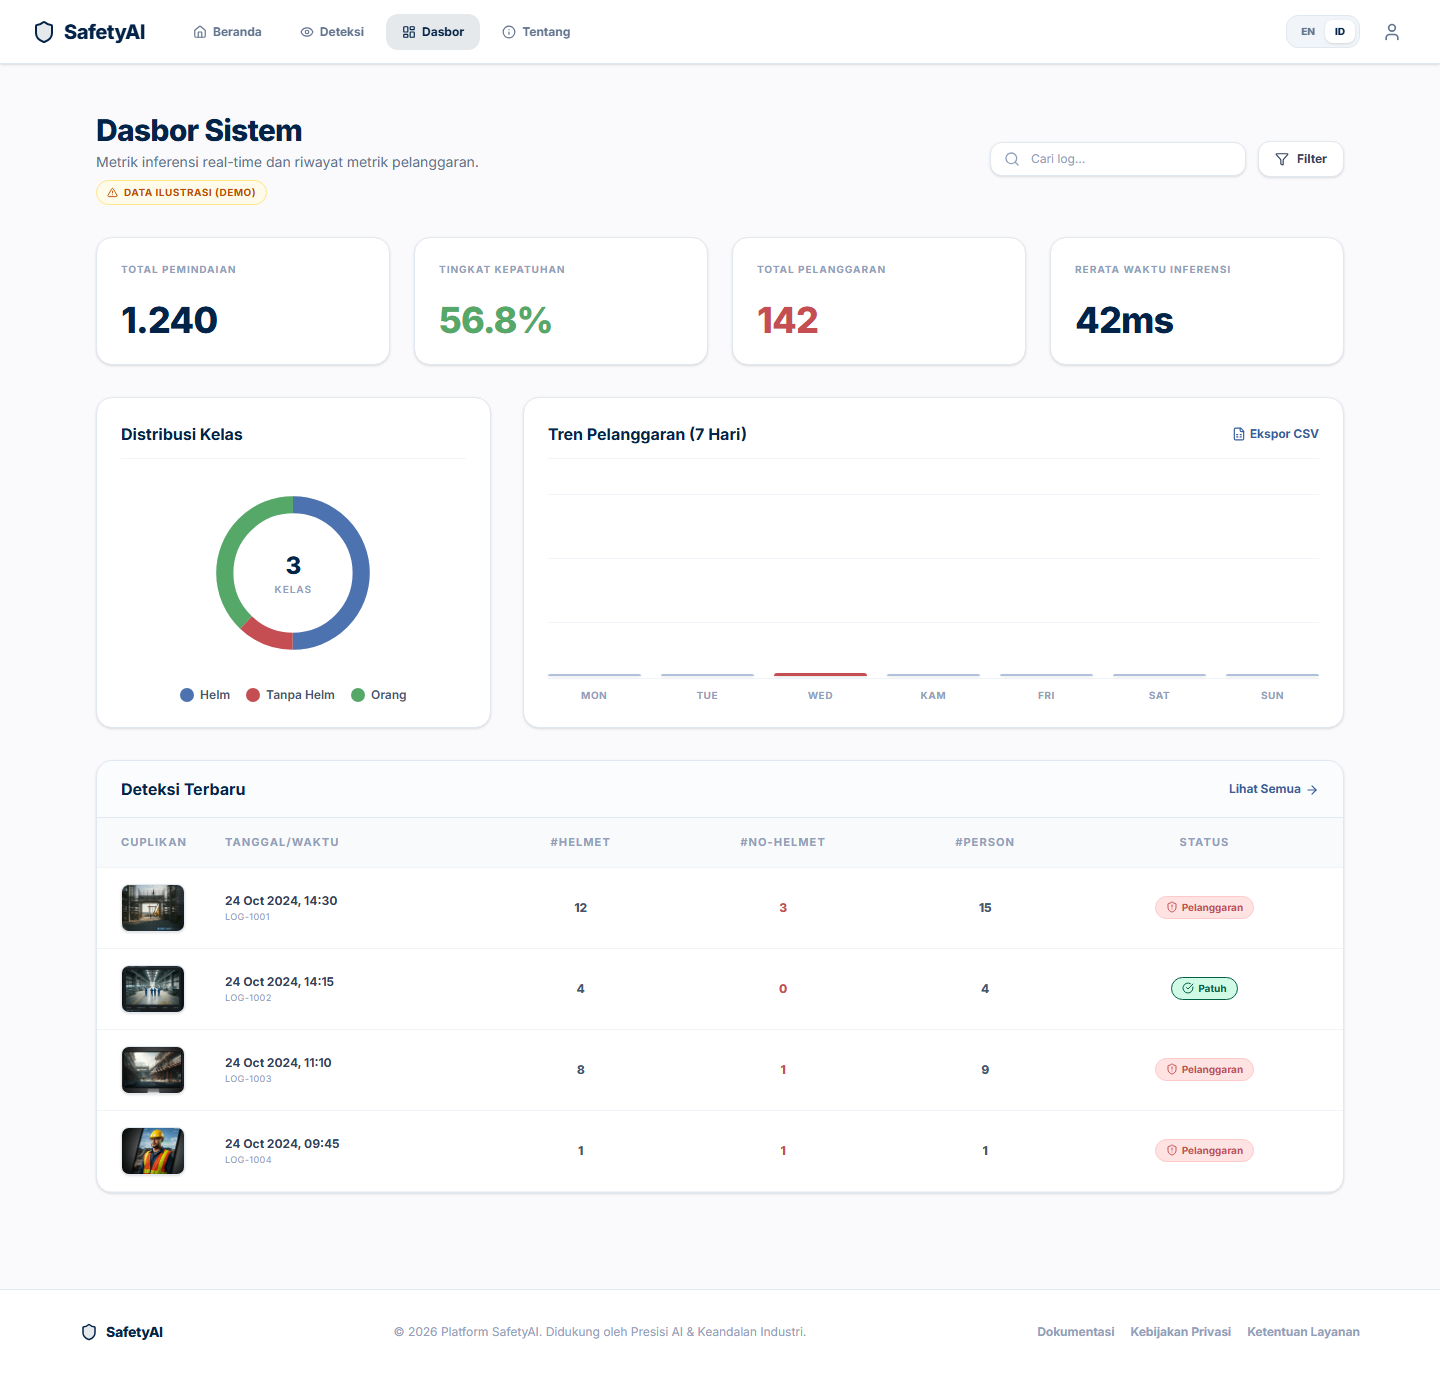 SafetyAI
Beranda
Deteksi
Dasbor
Tentang
EN
ID
Dasbor Sistem
Metrik inferensi real-time dan riwayat metrik pelanggaran.
DATA ILUSTRASI (DEMO)
Cari log...
Filter
TOTAL PEMINDAIAN
1.240
TINGKAT KEPATUHAN
56.8%
TOTAL PELANGGARAN
142
RERATA WAKTU INFERENSI
42ms
Distribusi Kelas
3
KELAS
Helm
Tanpa Helm
Orang
Tren Pelanggaran (7 Hari)
Ekspor CSV
MON
TUE
WED
KAM
FRI
SAT
SUN
Deteksi Terbaru
Lihat Semua
CUPLIKAN
TANGGAL/WAKTU
#HELMET
#NO-HELMET
#PERSON
STATUS
24 Oct 2024, 14:30
LOG-1001
12
3
15
Pelanggaran
24 Oct 2024, 14:15
LOG-1002
4
0
4
Patuh
24 Oct 2024, 11:10
LOG-1003
8
1
9
Pelanggaran
24 Oct 2024, 09:45
LOG-1004
1
1
1
Pelanggaran
SafetyAI
© 2026 Platform SafetyAI. Didukung oleh Presisi AI & Keandalan Industri.
Dokumentasi
Kebijakan Privasi
Ketentuan Layanan